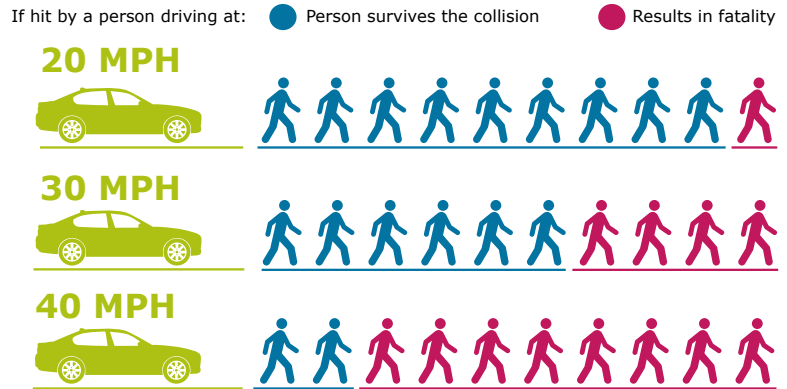 If hit by a person driving at: Person survives the collision Results in fatality
20 MPH
30 MPH
40 MPH